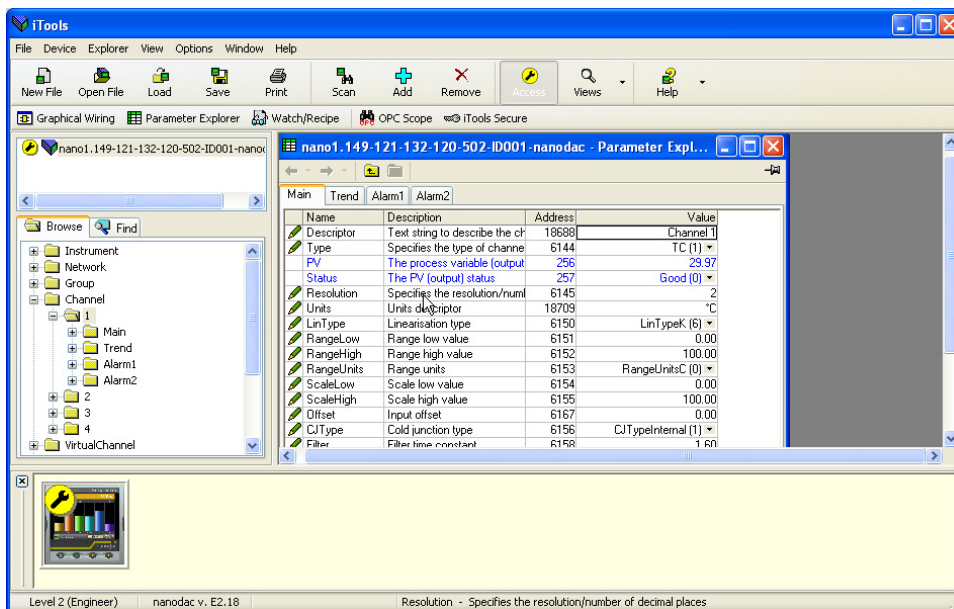 iTools
File Device Explorer View Options Window Help
New File Open File Load Save Print Scan Add Remove Access Views Help
Graphical Wiring Parameter Explorer Watch/Recipe OPC Scope iTools Secure
nano1.149-121-132-120-502-ID001-nanoc
Browse Find
Instrument
Network
Group
Channel
1
Main
Trend
Alarm1
Alarm2
2
3
4
VirtualChannel
nano1.149-121-132-120-502-ID001-nanodac - Parameter Expl...
Main Trend Alarm1 Alarm2
Name Description Address Value
Descriptor Text string to describe the ch 18688 Channel 1
Type Specifies the type of channe 6144 TC (1)
PV The process variable (output 256 29.97
Status The PV (output) status 257 Good (0)
Resolution Specifies the resolution/numl 6145 2
Units Units descriptor 18709 °C
LinType Linearisation type 6150 LinTypeK (6)
RangeLow Range low value 6151 0.00
RangeHigh Range high value 6152 100.00
RangeUnits Range units 6153 RangeUnitsC (0)
ScaleLow Scale low value 6154 0.00
ScaleHigh Scale high value 6155 100.00
Offset Input offset 6167 0.00
CJType Cold junction type 6156 CJTypeInternal (1)
Filter Filter time constant 6158 1.60
Level 2 (Engineer) nanodac v. E2.18 Resolution - Specifies the resolution/number of decimal places